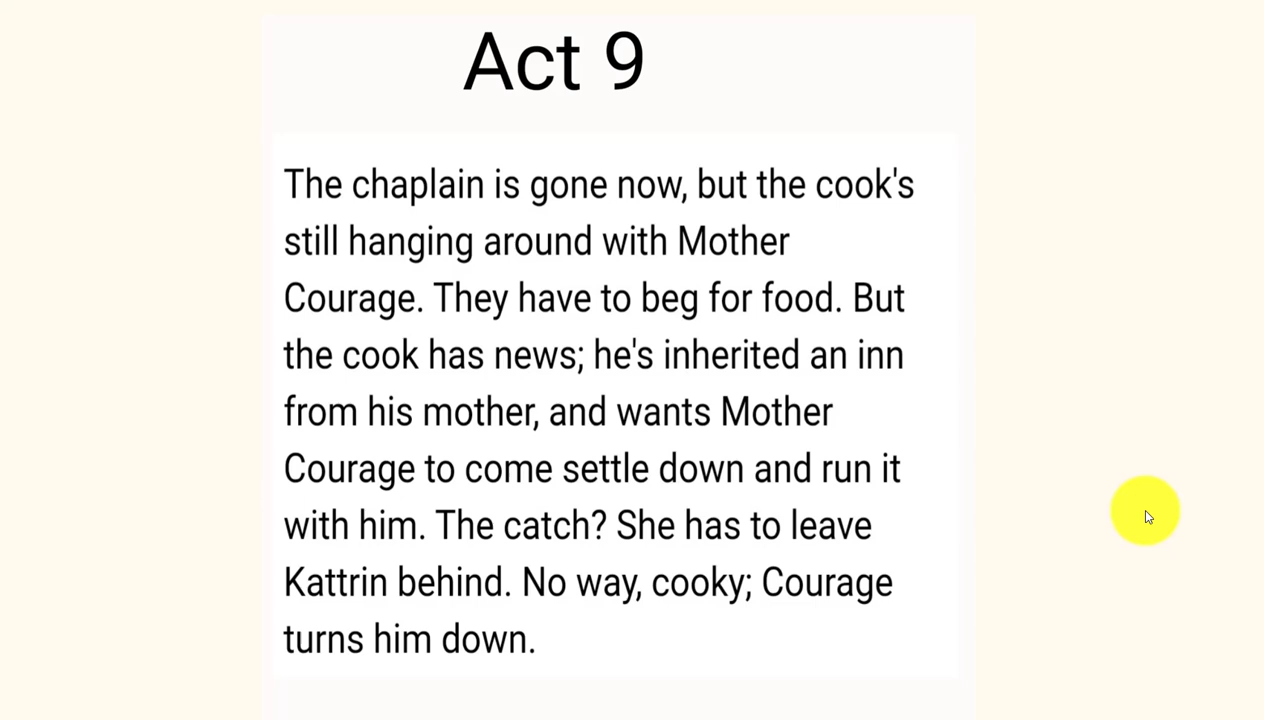 Act 9
The chaplain is gone now, but the cook's
still hanging around with Mother
Courage. They have to beg for food. But
the cook has news; he's inherited an inn
from his mother, and wants Mother
Courage to come settle down and run it
with him. The catch? She has to leave
Kattrin behind. No way, cooky; Courage
turns him down.